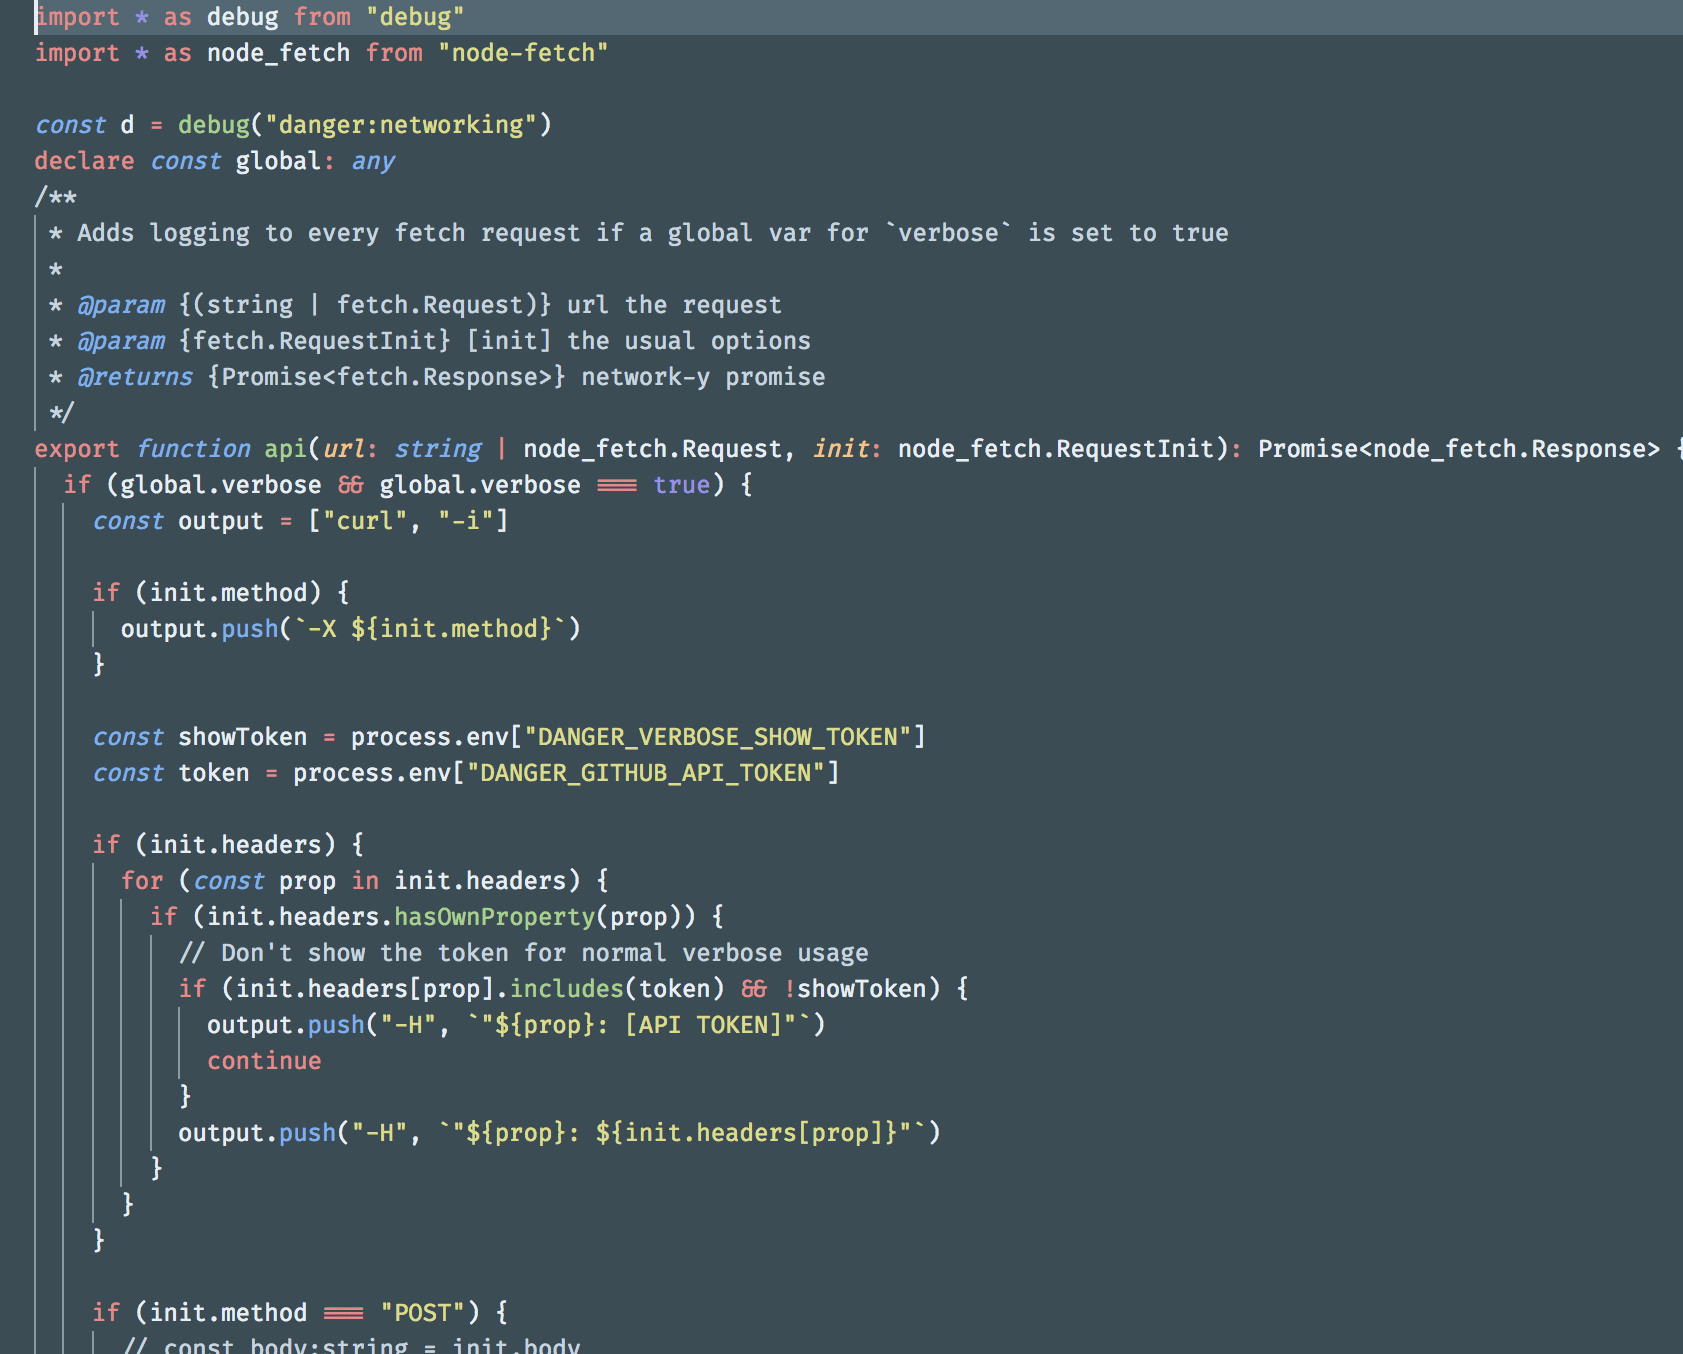 import * as debug from "debug"
import * as node_fetch from "node-fetch"
const d = debug("danger:networking")
declare const global: any
/**
* Adds logging to every fetch request if a global var for `verbose` is set to true
*
* @param {(string | fetch.Request)} url the request
* @param {fetch.RequestInit} [init] the usual options
* @returns {Promise<fetch.Response>} network-y promise
*/
export function api(url: string | node_fetch.Request, init: node_fetch.RequestInit): Promise<node_fetch.Response> {
if (global.verbose && global.verbose === true) {
const output = ["curl", "-i"]
if (init.method) {
output.push(`-X ${init.method}`)
}
const showToken = process.env["DANGER_VERBOSE_SHOW_TOKEN"]
const token = process.env["DANGER_GITHUB_API_TOKEN"]
if (init.headers) {
for (const prop in init.headers) {
if (init.headers.hasOwnProperty(prop)) {
// Don't show the token for normal verbose usage
if (init.headers[prop].includes(token) && !showToken) {
output.push("-H", `"${prop}: [API TOKEN]"`)
continue
}
output.push("-H", `"${prop}: ${init.headers[prop]}"`)
}
}
}
if (init.method === "POST") {
// const body:string = init.body